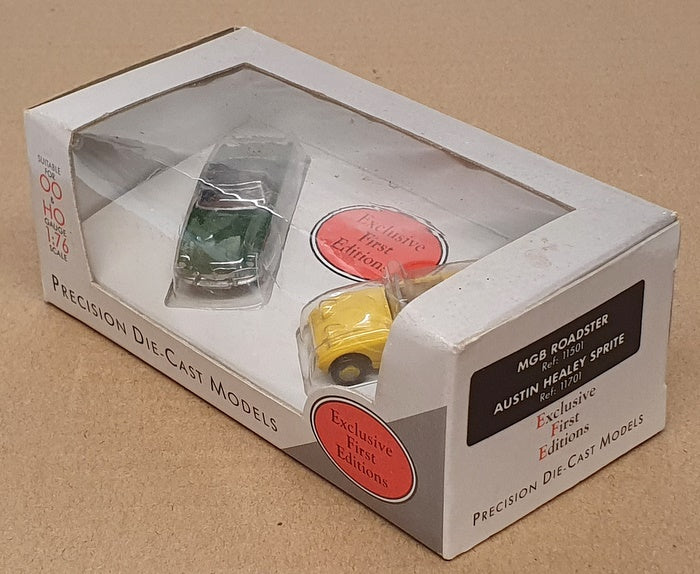 SUITABLE
FOR
OO
&
HO
GAUGE
1:76
SCALE
PRECISION DIE-CAST MODELS
Exclusive
First
Editions
Exclusive
First
Editions
MGB ROADSTER
Ref: 11501
AUSTIN HEALEY SPRITE
Ref: 11701
Exclusive
First
Editions
PRECISION DIE-CAST MODELS